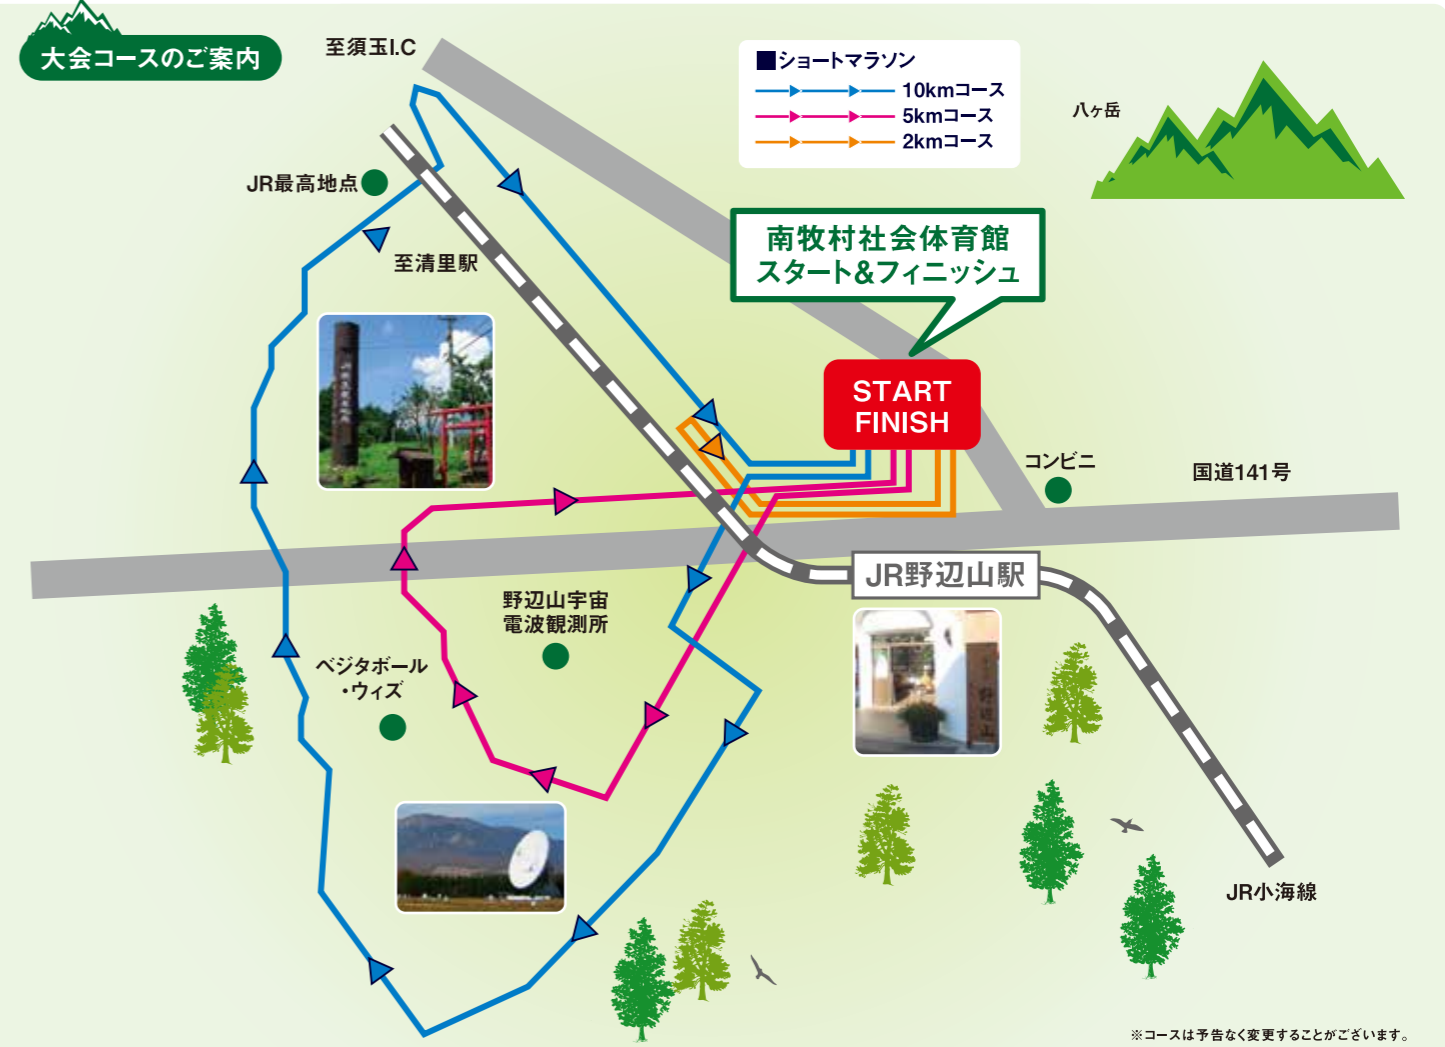 大会コースのご案内
至須玉I.C
■ショートマラソン
10kmコース
5kmコース
2kmコース
八ヶ岳
JR最高地点
至清里駅
南牧村社会体育館
スタート&フィニッシュ
START
FINISH
コンビニ
国道141号
JR野辺山駅
野辺山宇宙
電波観測所
ベジタボール
・ウィズ
JR小海線
※コースは予告なく変更することがございます。